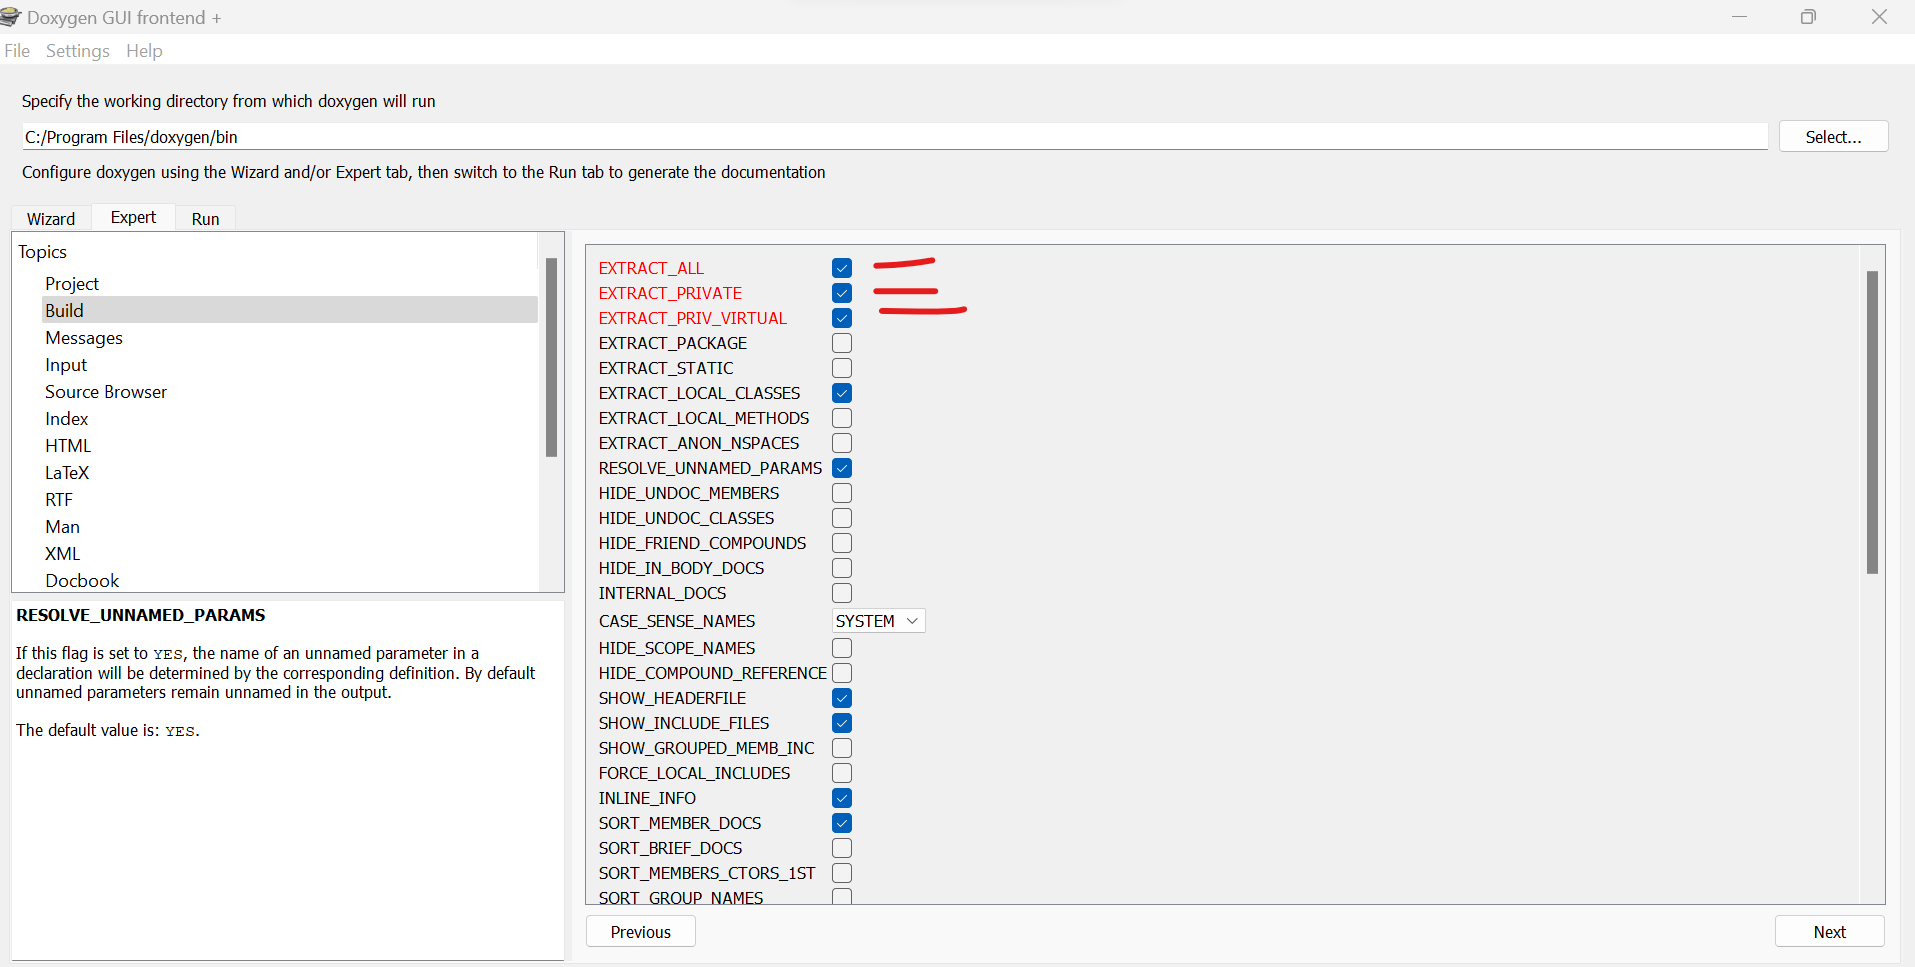 Doxygen GUI frontend +
File Settings Help
Specify the working directory from which doxygen will run
C:/Program Files/doxygen/bin
Select...
Configure doxygen using the Wizard and/or Expert tab, then switch to the Run tab to generate the documentation
Wizard Expert Run
Topics
Project
Build
Messages
Input
Source Browser
Index
HTML
LaTeX
RTF
Man
XML
Docbook
RESOLVE_UNNAMED_PARAMS
If this flag is set to YES, the name of an unnamed parameter in a
declaration will be determined by the corresponding definition. By default
unnamed parameters remain unnamed in the output.
The default value is: YES.
EXTRACT_ALL
EXTRACT_PRIVATE
EXTRACT_PRIV_VIRTUAL
EXTRACT_PACKAGE
EXTRACT_STATIC
EXTRACT_LOCAL_CLASSES
EXTRACT_LOCAL_METHODS
EXTRACT_ANON_NSPACES
RESOLVE_UNNAMED_PARAMS
HIDE_UNDOC_MEMBERS
HIDE_UNDOC_CLASSES
HIDE_FRIEND_COMPOUNDS
HIDE_IN_BODY_DOCS
INTERNAL_DOCS
CASE_SENSE_NAMES SYSTEM
HIDE_SCOPE_NAMES
HIDE_COMPOUND_REFERENCE
SHOW_HEADERFILE
SHOW_INCLUDE_FILES
SHOW_GROUPED_MEMB_INC
FORCE_LOCAL_INCLUDES
INLINE_INFO
SORT_MEMBER_DOCS
SORT_BRIEF_DOCS
SORT_MEMBERS_CTORS_1ST
SORT_GROUP_NAMES
Previous
Next